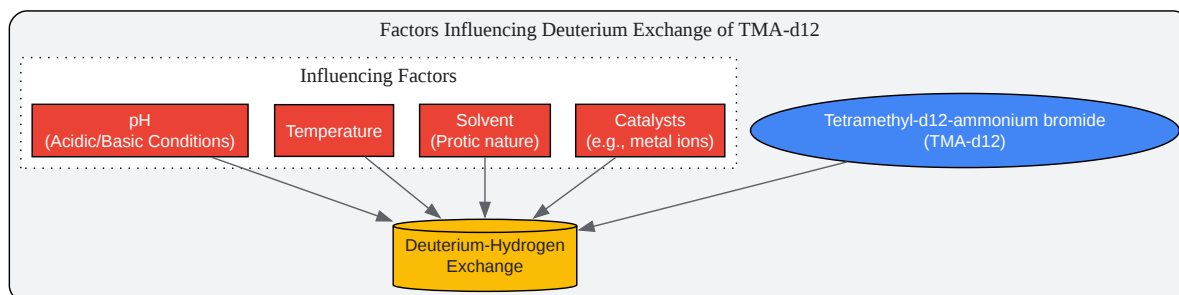 Factors Influencing Deuterium Exchange of TMA-d12
Influencing Factors
pH
(Acidic/Basic Conditions)
Temperature
Solvent
(Protic nature)
Catalysts
(e.g., metal ions)
Tetramethyl-d12-ammonium bromide
(TMA-d12)
Deuterium-Hydrogen
Exchange